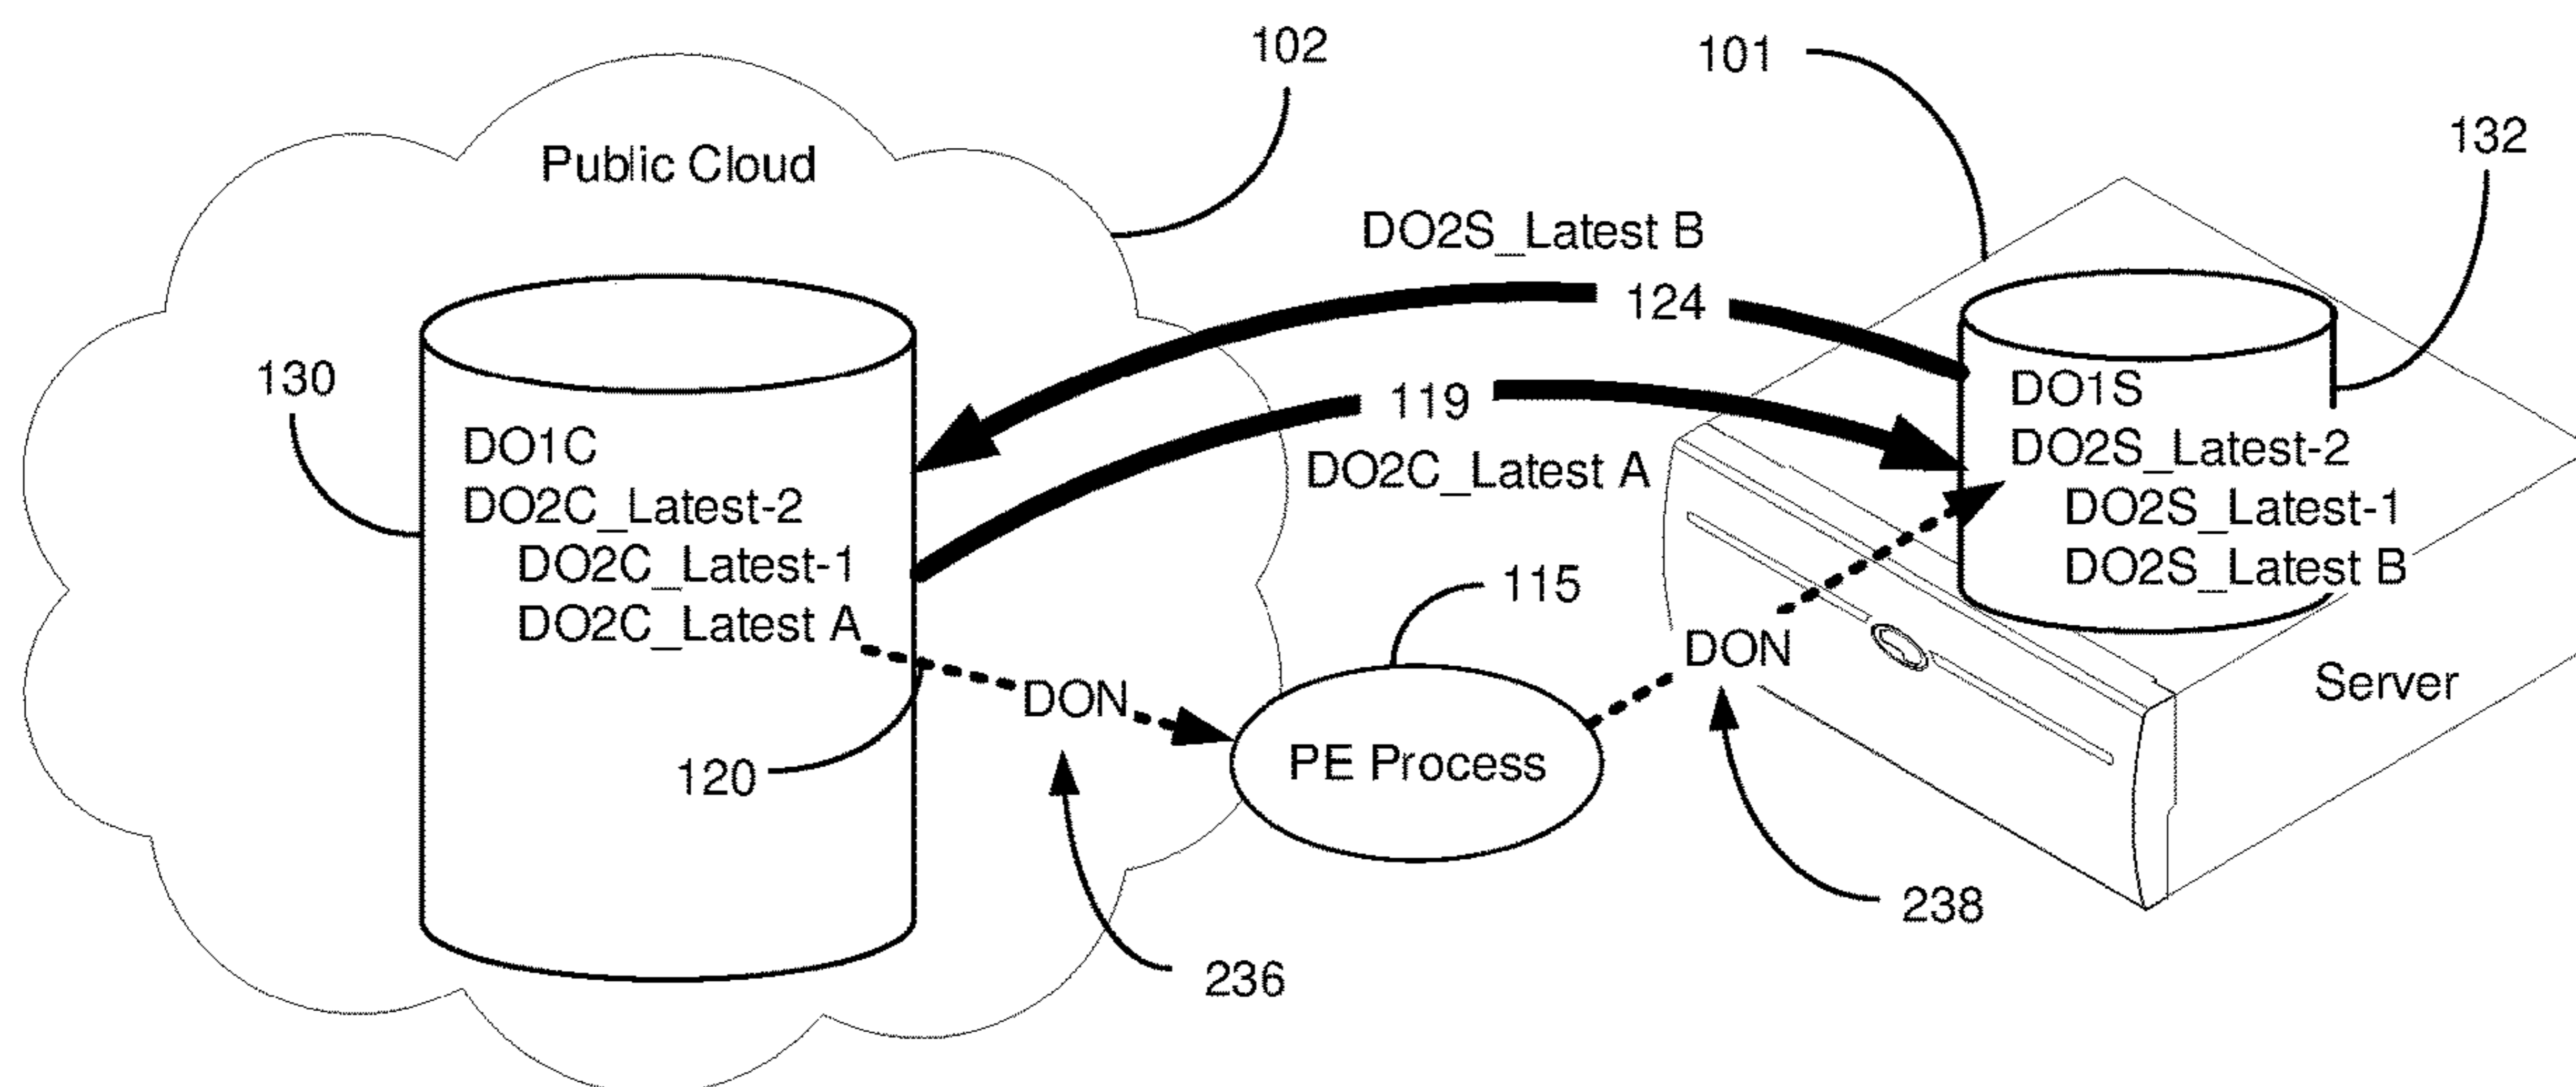 102
101
132
Public Cloud
DO2S_Latest B
124
130
119
DO2C_Latest A
DO1C
DO2C_Latest-2
DO2C_Latest-1
DO2C_Latest A
DO1S
DO2S_Latest-2
DO2S_Latest-1
DO2S_Latest B
115
DON
DON
Server
120
PE Process
236
238